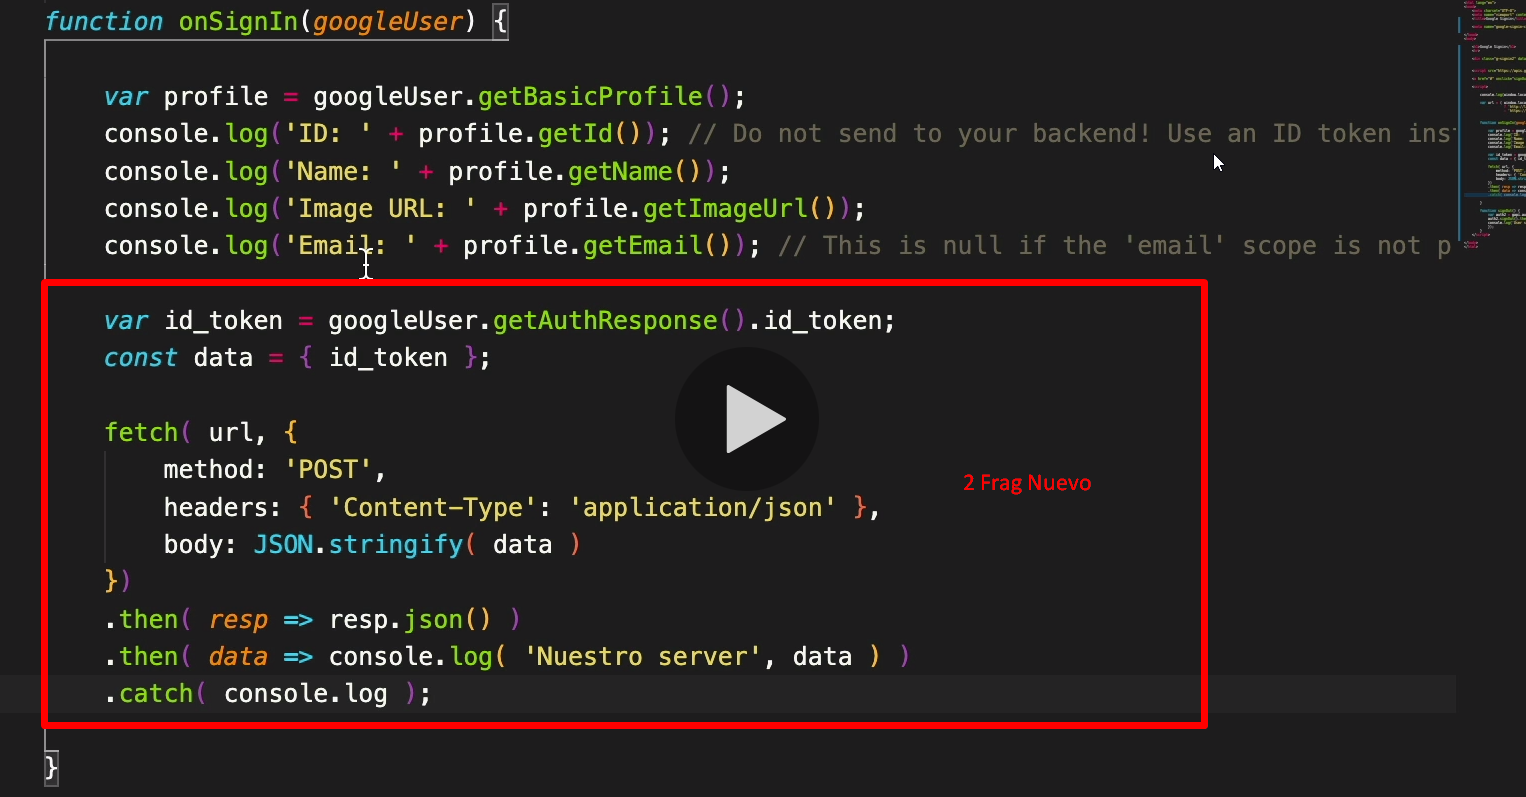 function onSignIn(googleUser) {
var profile = googleUser.getBasicProfile();
console.log('ID: ' + profile.getId()); // Do not send to your backend! Use an ID token ins
console.log('Name: ' + profile.getName());
console.log('Image URL: ' + profile.getImageUrl());
console.log('Email: ' + profile.getEmail()); // This is null if the 'email' scope is not p
var id_token = googleUser.getAuthResponse().id_token;
const data = { id_token };
fetch( url, {
method: 'POST',
2 Frag Nuevo
headers: { 'Content-Type': 'application/json' },
body: JSON.stringify( data )
})
.then( resp => resp.json() )
.then( data => console.log( 'Nuestro server', data ) )
.catch( console.log );
}